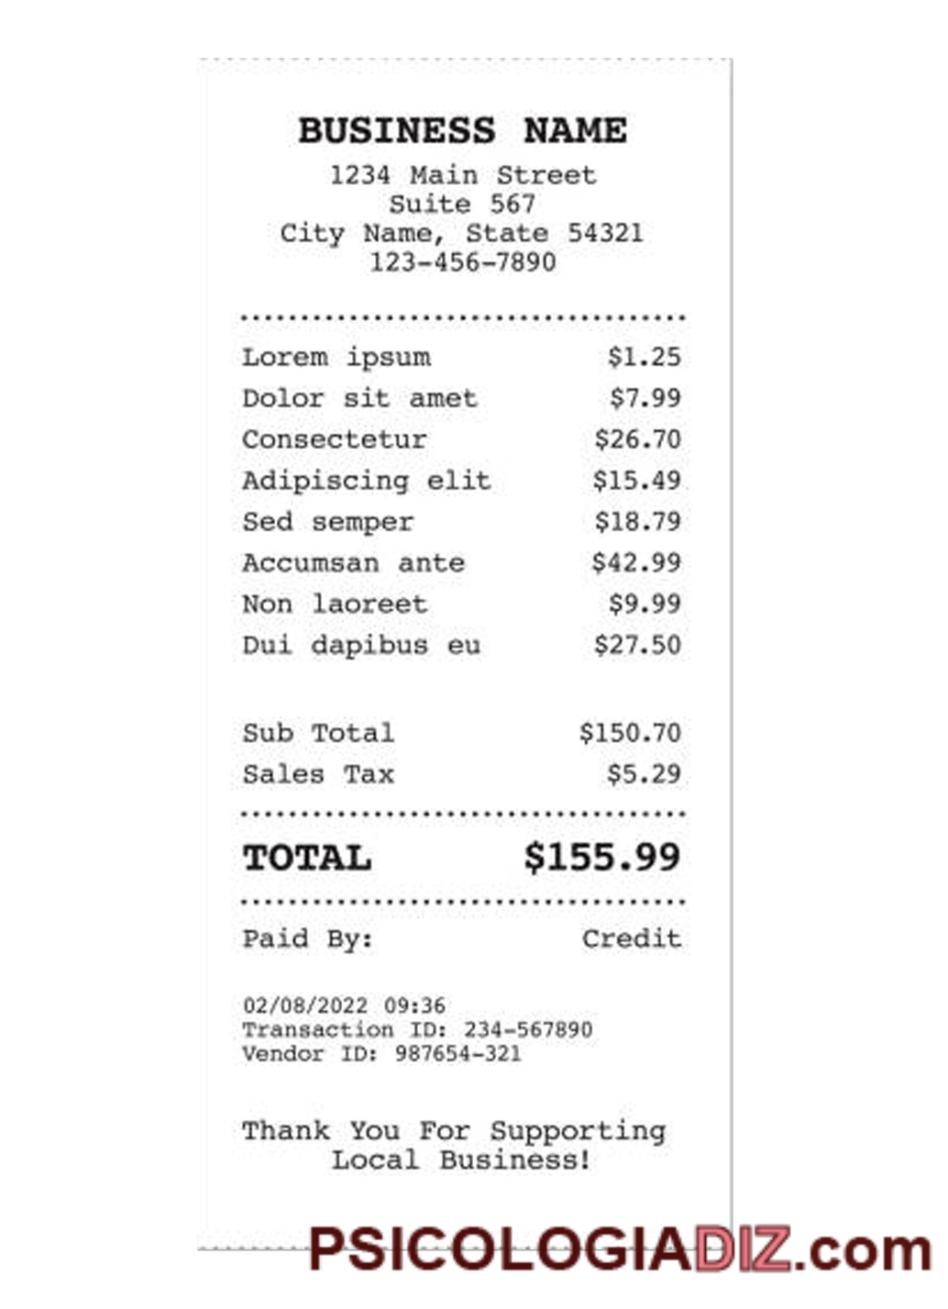 BUSINESS NAME
1234 Main Street
Suite 567
City Name, State 54321
123-456-7890
Lorem ipsum $1.25
Dolor sit amet $7.99
Consectetur $26.70
Adipiscing elit $15.49
Sed semper $18.79
Accumsan ante $42.99
Non laoreet $9.99
Dui dapibus eu $27.50
Sub Total $150.70
Sales Tax $5.29
TOTAL $155.99
Paid By: Credit
02/08/2022 09:36
Transaction ID: 234-567890
Vendor ID: 987654-321
Thank You For Supporting
Local Business!
PSICOLOGIADIZ.com